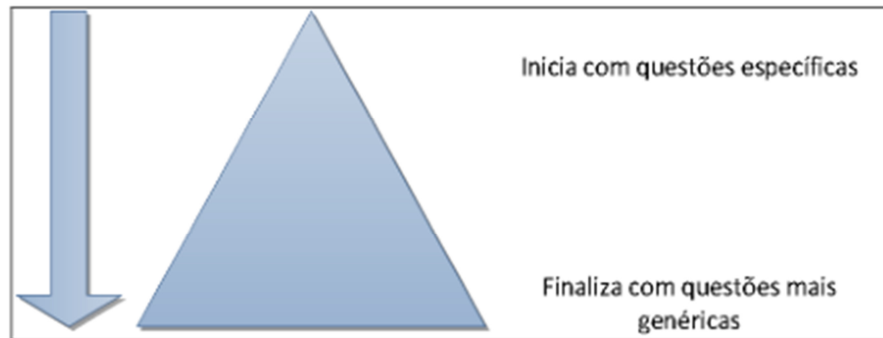 Inicia com questões específicas
Finaliza com questões mais
genéricas